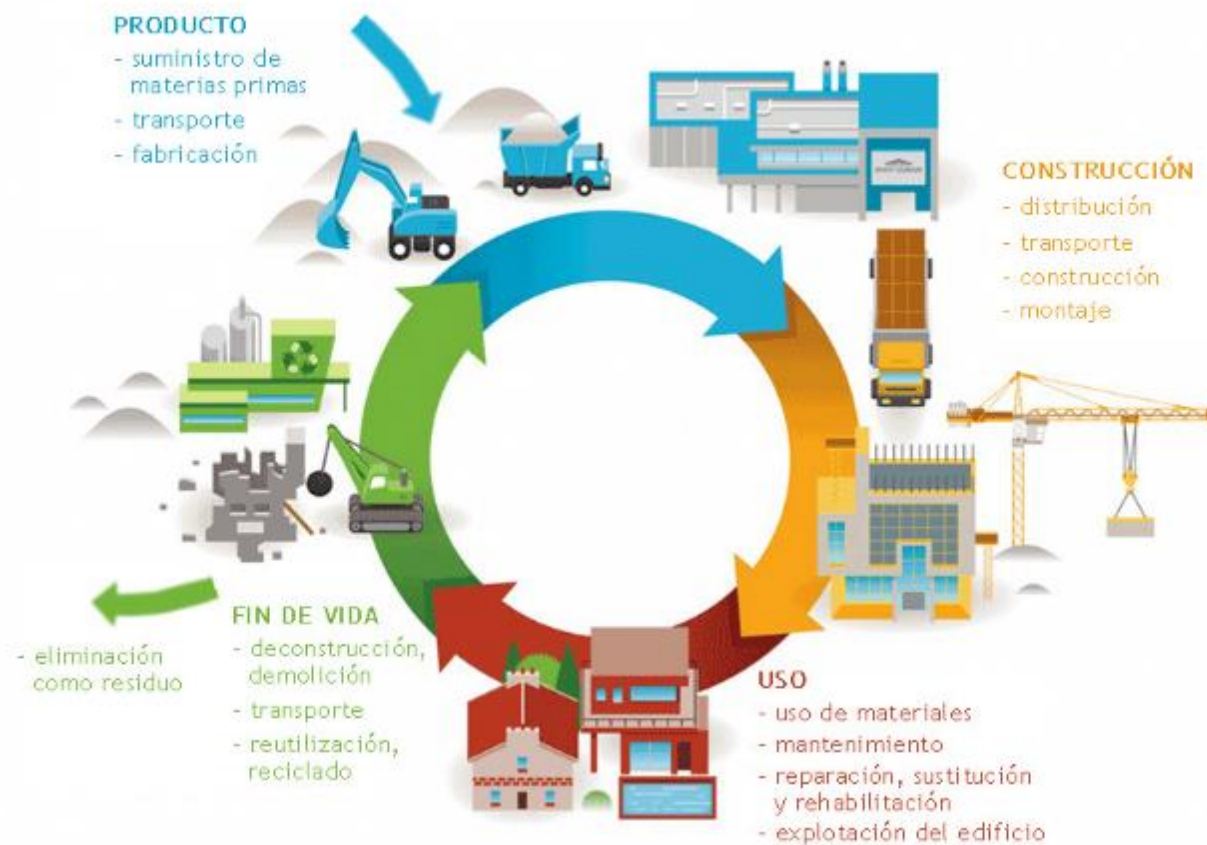 PRODUCTO
- suministro de
materias primas
- transporte
- fabricación
CONSTRUCCIÓN
- distribución
- transporte
- construcción
- montaje
USO
- uso de materiales
- mantenimiento
- reparación, sustitución
y rehabilitación
- explotación del edificio
FIN DE VIDA
- deconstrucción,
demolición
- transporte
- reutilización,
reciclado
- eliminación
como residuo